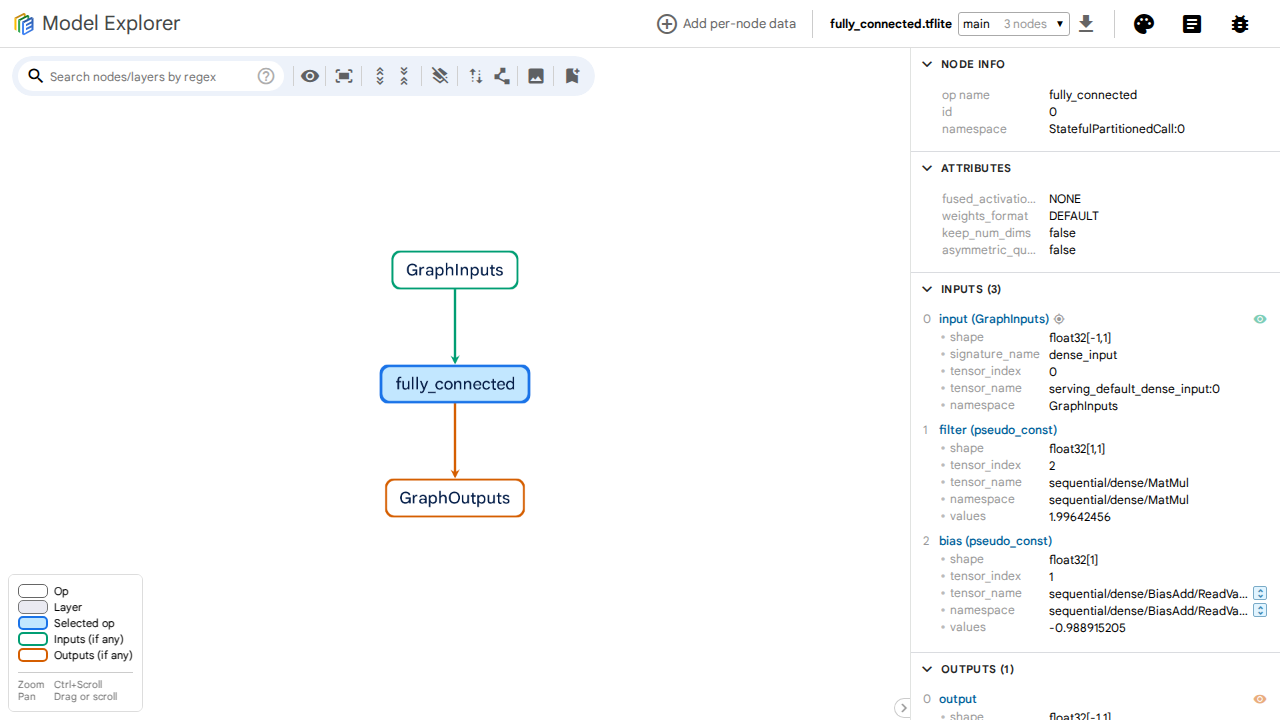 Model Explorer
Add per-node data
fully_connected.tflite
main 3 nodes
Search nodes/layers by regex
GraphInputs
fully_connected
GraphOutputs
Op
Layer
Selected op
Inputs (if any)
Outputs (if any)
Zoom Ctrl+Scroll
Pan Drag or scroll
NODE INFO
op name fully_connected
id 0
namespace StatefulPartitionedCall:0
ATTRIBUTES
fused_activatio... NONE
weights_format DEFAULT
keep_num_dims false
asymmetric_qu... false
INPUTS (3)
0 input (GraphInputs)
• shape float32[-1,1]
• signature_name dense_input
• tensor_index 0
• tensor_name serving_default_dense_input:0
• namespace GraphInputs
1 filter (pseudo_const)
• shape float32[1,1]
• tensor_index 2
• tensor_name sequential/dense/MatMul
• namespace sequential/dense/MatMul
• values 1.99642456
2 bias (pseudo_const)
• shape float32[1]
• tensor_index 1
• tensor_name sequential/dense/BiasAdd/ReadVa...
• namespace sequential/dense/BiasAdd/ReadVa...
• values -0.988915205
OUTPUTS (1)
0 output
• shape float32[-1,1]